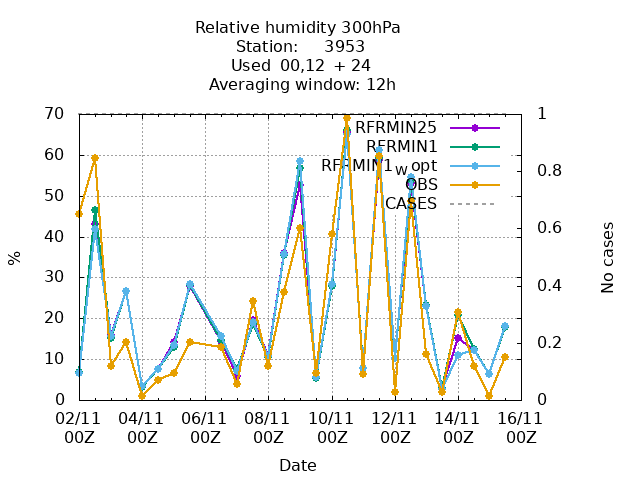 Relative humidity 300hPa
Station: 3953
Used 00,12 + 24
Averaging window: 12h
70 1
60
50
40
30
20
10
0
0.8
0.6
0.4
0.2
0
RFRMIN25
RFRMIN1
RFRMIN1w opt
OBS
CASES
%
No cases
02/11 04/11 06/11 08/11 10/11 12/11 14/11 16/11
00Z 00Z 00Z 00Z 00Z 00Z 00Z 00Z
Date